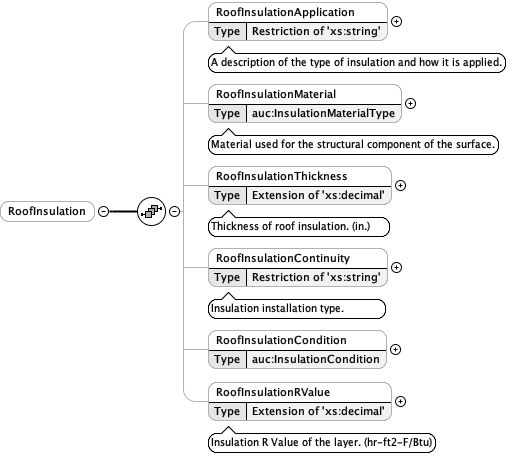 RoofInsulationApplication
Type Restriction of 'xs:string'
A description of the type of insulation and how it is applied.
RoofInsulationMaterial
Type auc:InsulationMaterialType
Material used for the structural component of the surface.
RoofInsulationThickness
Type Extension of 'xs:decimal'
Thickness of roof insulation. (in.)
RoofInsulation
RoofInsulationContinuity
Type Restriction of 'xs:string'
Insulation installation type.
RoofInsulationCondition
Type auc:InsulationCondition
RoofInsulationRValue
Type Extension of 'xs:decimal'
Insulation R Value of the layer. (hr-ft2-F/Btu)